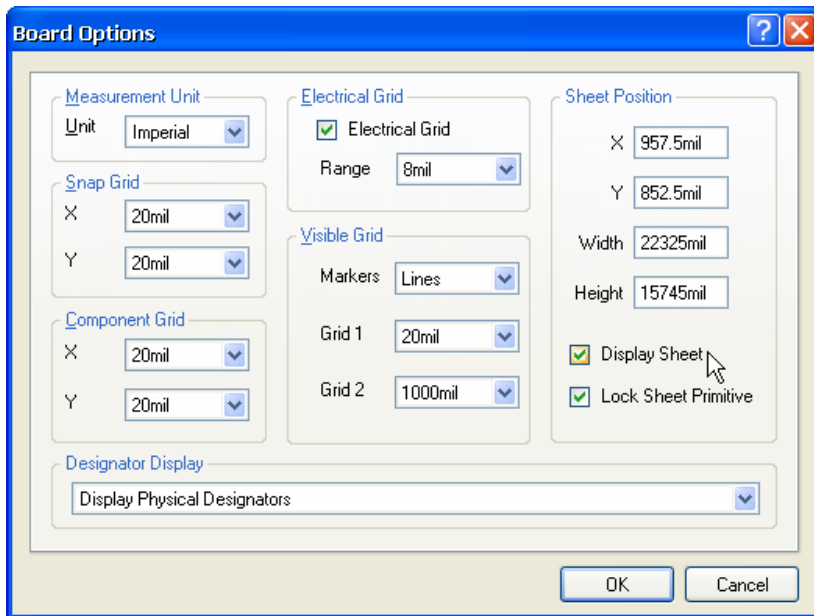 Board Options
Measurement Unit
Unit
Imperial
Snap Grid
X
20mil
Y
20mil
Component Grid
X
20mil
Y
20mil
Electrical Grid
Electrical Grid
Range
8mil
Visible Grid
Markers
Lines
Grid 1
20mil
Grid 2
1000mil
Sheet Position
X
957.5mil
Y
852.5mil
Width
22325mil
Height
15745mil
Display Sheet
Lock Sheet Primitive
Designator Display
Display Physical Designators
OK
Cancel